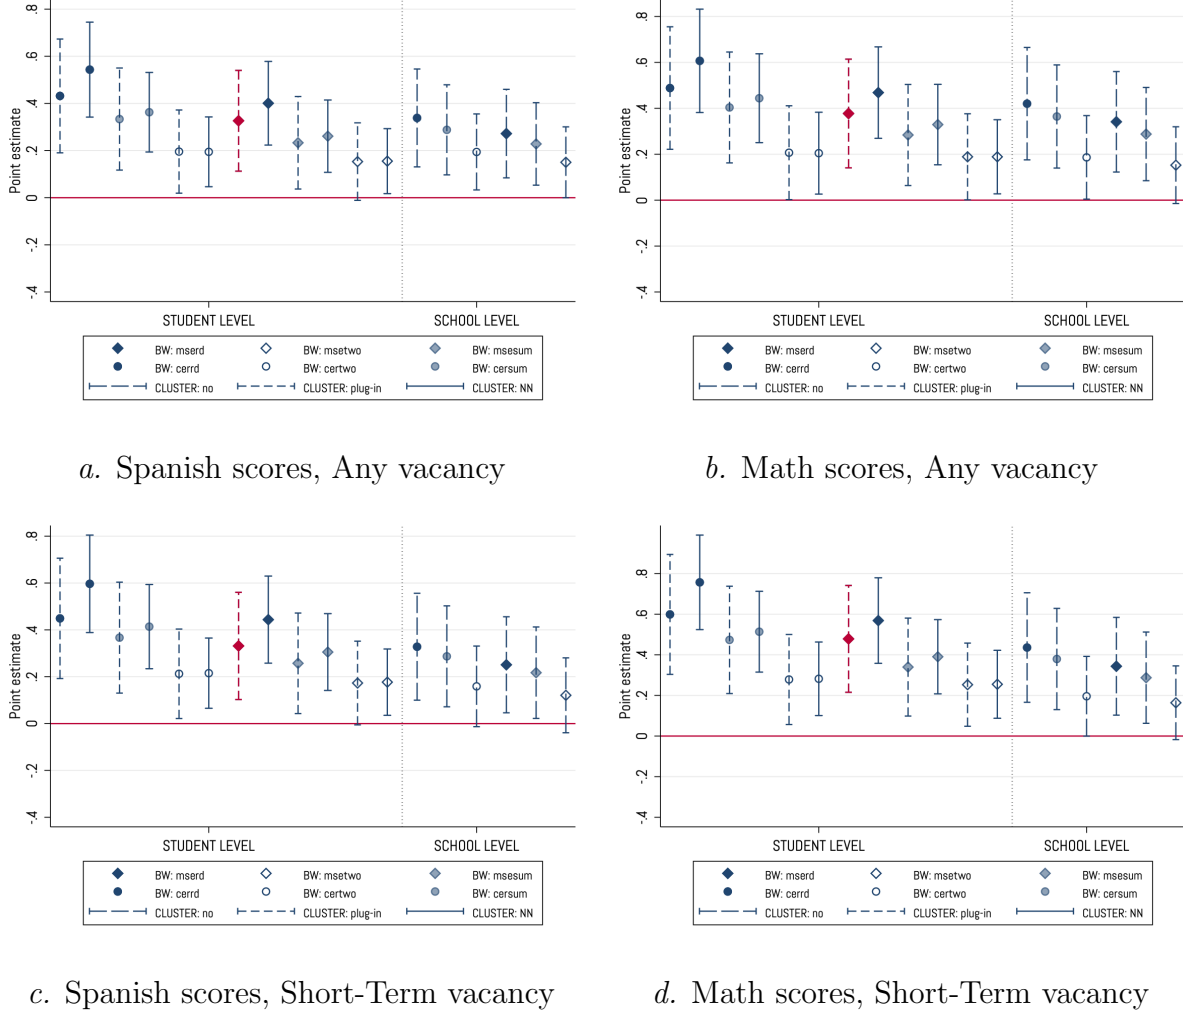 Point estimate
.8
.6
.4
.2
0
-.2
-.4
STUDENT LEVEL
SCHOOL LEVEL
BW: mserd
BW: msetwo
BW: msesum
BW: cerrd
BW: certwo
BW: cersum
CLUSTER: no
CLUSTER: plug-in
CLUSTER: NN
a. Spanish scores, Any vacancy
Point estimate
.8
.6
.4
.2
0
-.2
-.4
STUDENT LEVEL
SCHOOL LEVEL
BW: mserd
BW: msetwo
BW: msesum
BW: cerrd
BW: certwo
BW: cersum
CLUSTER: no
CLUSTER: plug-in
CLUSTER: NN
b. Math scores, Any vacancy
Point estimate
.8
.6
.4
.2
0
-.2
-.4
STUDENT LEVEL
SCHOOL LEVEL
BW: mserd
BW: msetwo
BW: msesum
BW: cerrd
BW: certwo
BW: cersum
CLUSTER: no
CLUSTER: plug-in
CLUSTER: NN
c. Spanish scores, Short-Term vacancy
Point estimate
.8
.6
.4
.2
0
-.2
-.4
STUDENT LEVEL
SCHOOL LEVEL
BW: mserd
BW: msetwo
BW: msesum
BW: cerrd
BW: certwo
BW: cersum
CLUSTER: no
CLUSTER: plug-in
CLUSTER: NN
d. Math scores, Short-Term vacancy